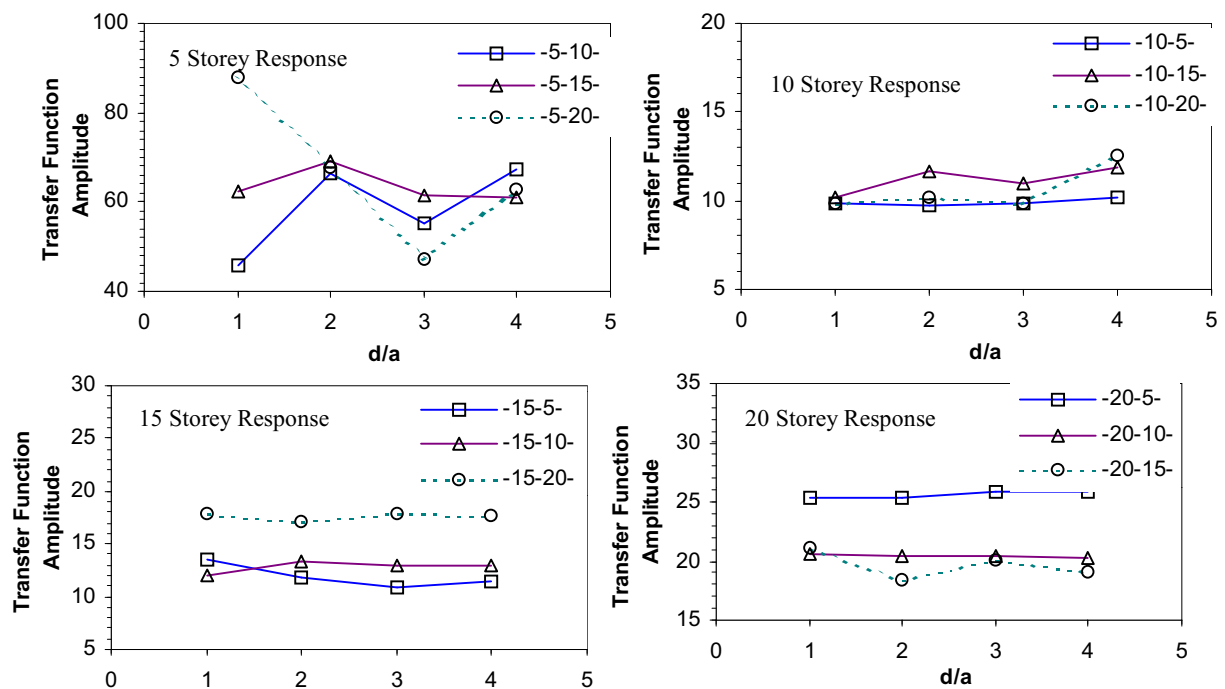 5 Storey Response
-5-10-
-5-15-
-5-20-
Transfer Function
Amplitude
100
80
60
40
0 1 2 3 4 5
d/a
10 Storey Response
-10-5-
-10-15-
-10-20-
Transfer Function
Amplitude
20
15
10
5
0 1 2 3 4 5
d/a
15 Storey Response
-15-5-
-15-10-
-15-20-
Transfer Function
Amplitude
30
25
20
15
10
5
0 1 2 3 4 5
20 Storey Response
-20-5-
-20-10-
-20-15-
Transfer Function
Amplitude
35
30
25
20
15
0 1 2 3 4 5
d/a